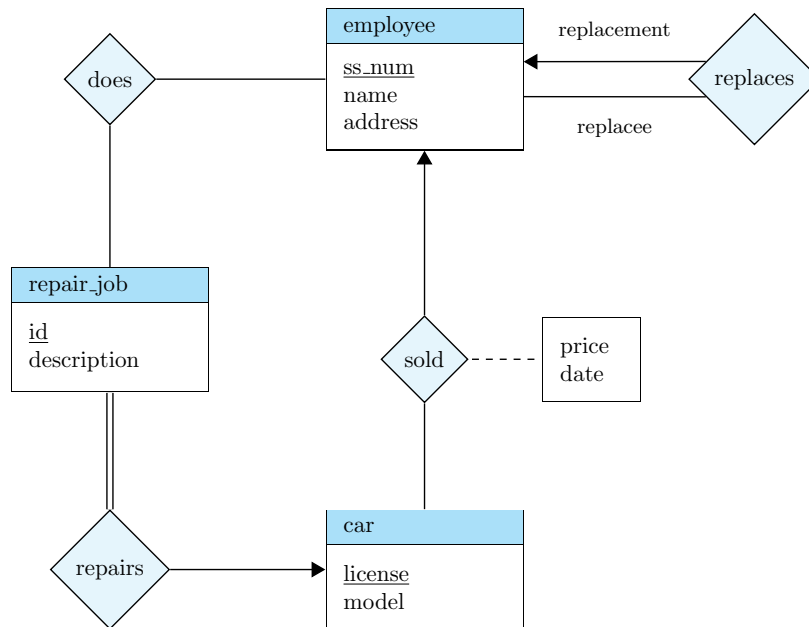 employee
ss_num
name
address
replacement
replaces
replacee
does
repair_job
id
description
sold
price
date
repairs
car
license
model